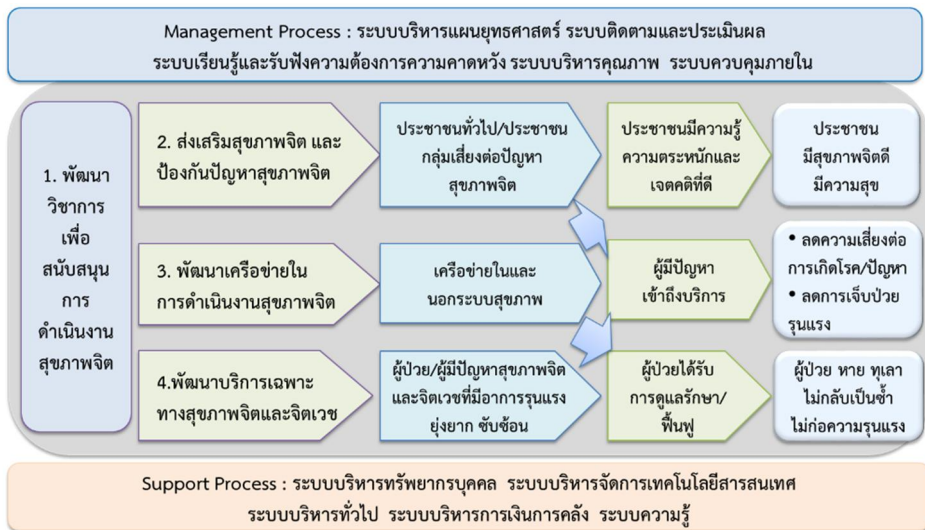 Management Process : ระบบบริหารแผนยุทธศาสตร์ ระบบติดตามและประเมินผล
ระบบเรียนรู้และรับฟังความต้องการความคาดหวัง ระบบบริหารคุณภาพ ระบบควบคุมภายใน
1. พัฒนา
วิชาการ
เพื่อ
สนับสนุน
การ
ดำเนินงาน
สุขภาพจิต
2. ส่งเสริมสุขภาพจิต และ
ป้องกันปัญหาสุขภาพจิต
ประชาชนทั่วไป/ประชาชน
กลุ่มเสี่ยงต่อปัญหา
สุขภาพจิต
ประชาชนมีความรู้
ความตระหนักและ
เจตคติที่ดี
ประชาชน
มีสุขภาพจิตดี
มีความสุข
3. พัฒนาเครือข่ายใน
การดำเนินงานสุขภาพจิต
เครือข่ายในและ
นอกระบบสุขภาพ
ผู้มีปัญหา
เข้าถึงบริการ
• ลดความเสี่ยงต่อ
การเกิดโรค/ปัญหา
• ลดการเจ็บป่วย
รุนแรง
4.พัฒนาบริการเฉพาะ
ทางสุขภาพจิตและจิตเวช
ผู้ป่วย/ผู้มีปัญหาสุขภาพจิต
และจิตเวชที่มีอาการรุนแรง
ยุ่งยาก ซับซ้อน
ผู้ป่วยได้รับ
การดูแลรักษา/
ฟื้นฟู
ผู้ป่วย หาย ทุเลา
ไม่กลับเป็นซ้ำ
ไม่ก่อความรุนแรง
Support Process : ระบบบริหารทรัพยากรบุคคล ระบบบริหารจัดการเทคโนโลยีสารสนเทศ
ระบบบริหารทั่วไป ระบบบริหารการเงินการคลัง ระบบความรู้